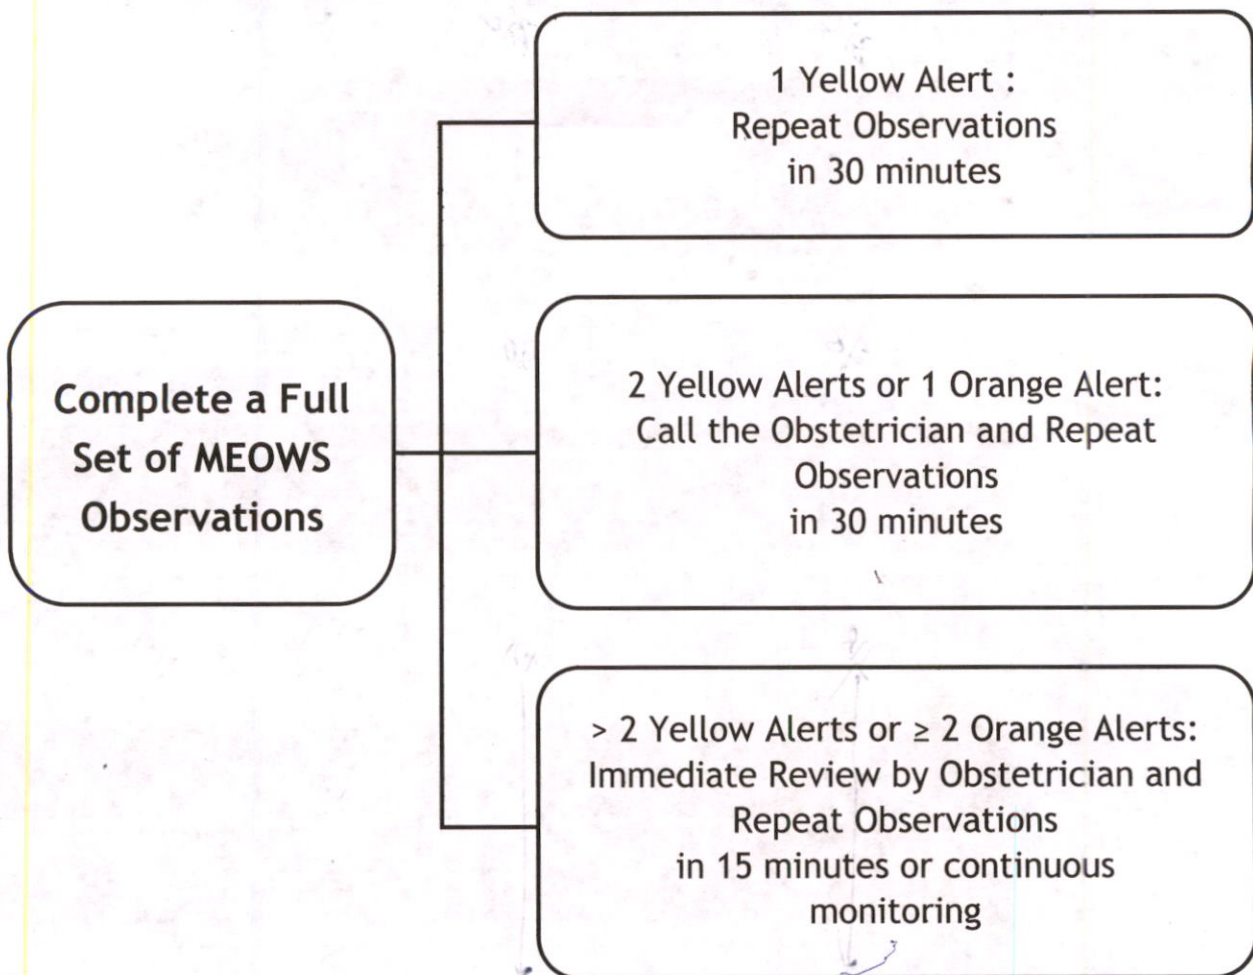 1 Yellow Alert :
Repeat Observations
in 30 minutes
Complete a Full
Set of MEOWS
Observations
2 Yellow Alerts or 1 Orange Alert:
Call the Obstetrician and Repeat
Observations
in 30 minutes
> 2 Yellow Alerts or ≥ 2 Orange Alerts:
Immediate Review by Obstetrician and
Repeat Observations
in 15 minutes or continuous
monitoring